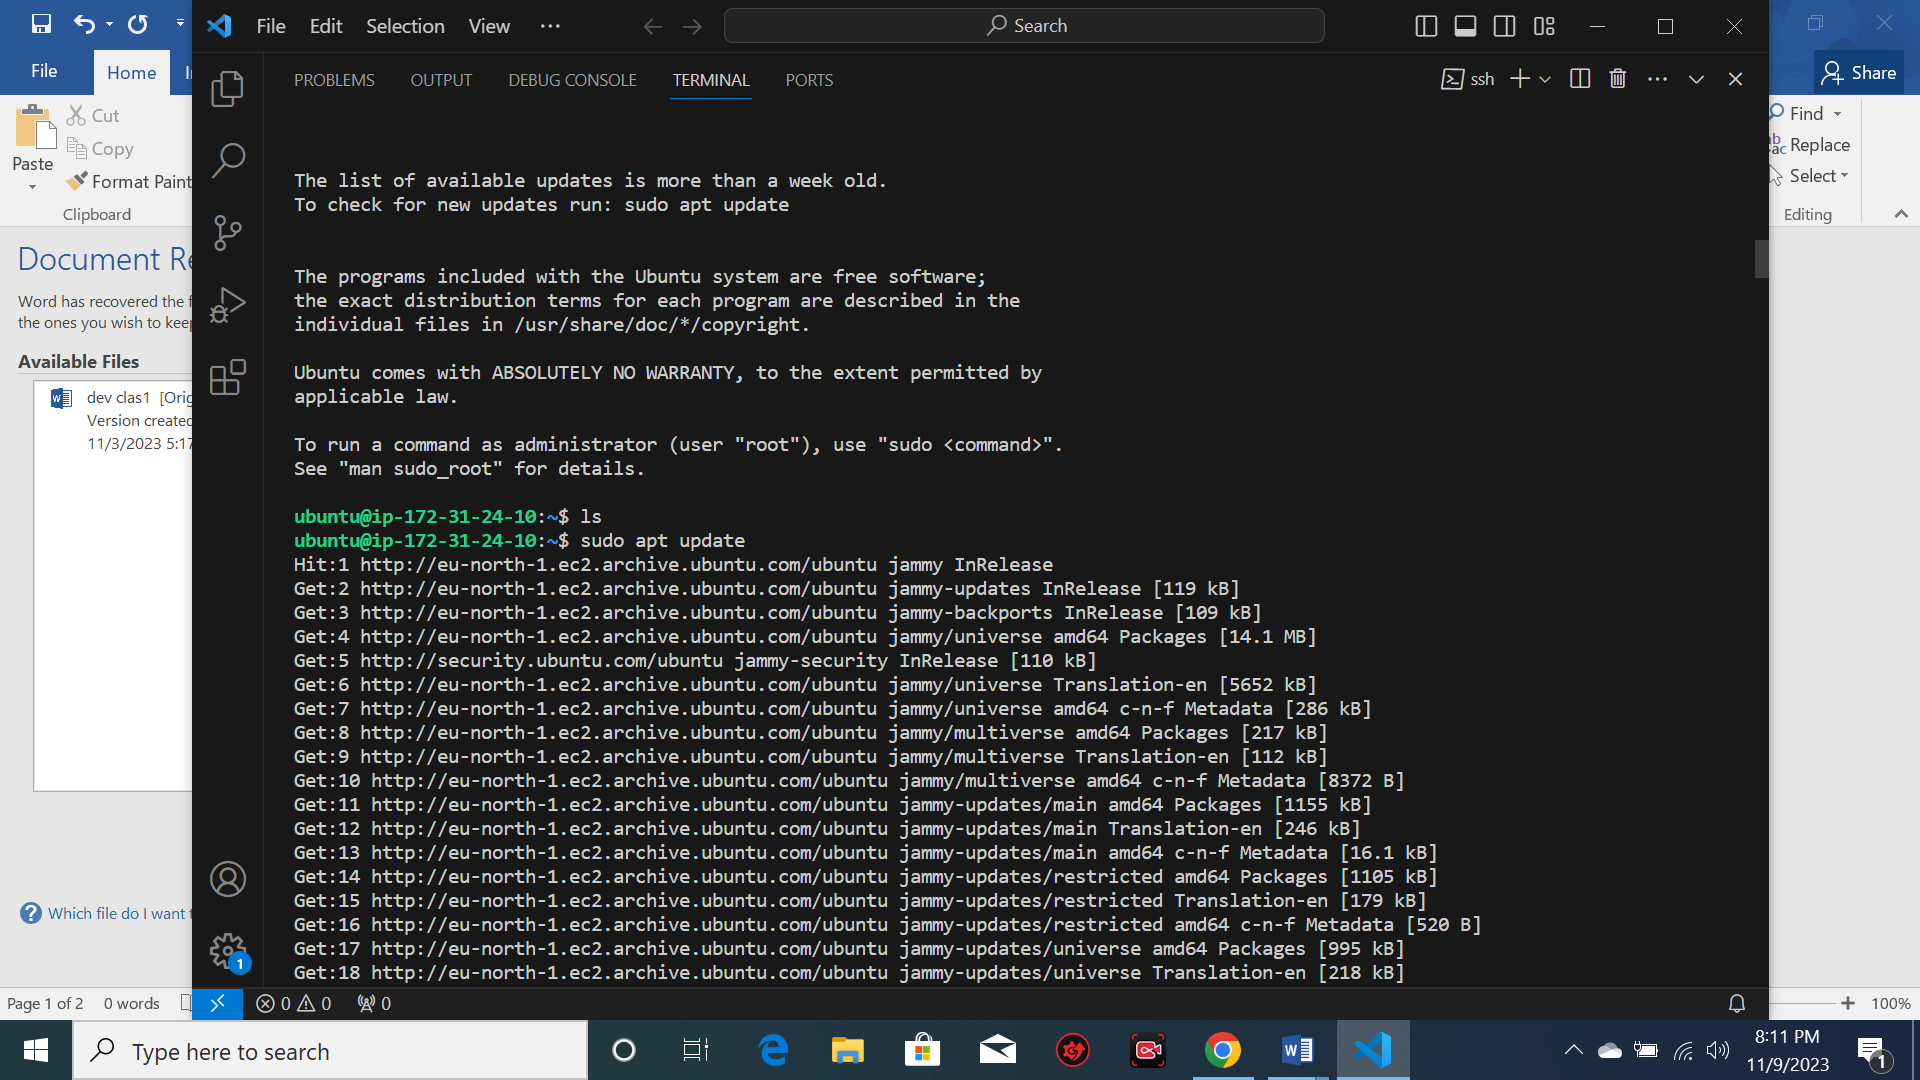 File Edit Selection View ··· Search
File
Home
Share
PROBLEMS OUTPUT DEBUG CONSOLE TERMINAL PORTS
ssh
Cut
Copy
Paste
Format Paint
Clipboard
Find
Replace
Select
Editing
Document Re
Word has recovered the f
the ones you wish to keep
Available Files
dev clas1 [Orig
Version created
11/3/2023 5:17
Which file do I want t
The list of available updates is more than a week old.
To check for new updates run: sudo apt update
The programs included with the Ubuntu system are free software;
the exact distribution terms for each program are described in the
individual files in /usr/share/doc/*/copyright.
Ubuntu comes with ABSOLUTELY NO WARRANTY, to the extent permitted by
applicable law.
To run a command as administrator (user "root"), use "sudo <command>".
See "man sudo_root" for details.
ubuntu@ip-172-31-24-10:~$ ls
ubuntu@ip-172-31-24-10:~$ sudo apt update
Hit:1 http://eu-north-1.ec2.archive.ubuntu.com/ubuntu jammy InRelease
Get:2 http://eu-north-1.ec2.archive.ubuntu.com/ubuntu jammy-updates InRelease [119 kB]
Get:3 http://eu-north-1.ec2.archive.ubuntu.com/ubuntu jammy-backports InRelease [109 kB]
Get:4 http://eu-north-1.ec2.archive.ubuntu.com/ubuntu jammy/universe amd64 Packages [14.1 MB]
Get:5 http://security.ubuntu.com/ubuntu jammy-security InRelease [110 kB]
Get:6 http://eu-north-1.ec2.archive.ubuntu.com/ubuntu jammy/universe Translation-en [5652 kB]
Get:7 http://eu-north-1.ec2.archive.ubuntu.com/ubuntu jammy/universe amd64 c-n-f Metadata [286 kB]
Get:8 http://eu-north-1.ec2.archive.ubuntu.com/ubuntu jammy/multiverse amd64 Packages [217 kB]
Get:9 http://eu-north-1.ec2.archive.ubuntu.com/ubuntu jammy/multiverse Translation-en [112 kB]
Get:10 http://eu-north-1.ec2.archive.ubuntu.com/ubuntu jammy/multiverse amd64 c-n-f Metadata [8372 B]
Get:11 http://eu-north-1.ec2.archive.ubuntu.com/ubuntu jammy-updates/main amd64 Packages [1155 kB]
Get:12 http://eu-north-1.ec2.archive.ubuntu.com/ubuntu jammy-updates/main Translation-en [246 kB]
Get:13 http://eu-north-1.ec2.archive.ubuntu.com/ubuntu jammy-updates/main amd64 c-n-f Metadata [16.1 kB]
Get:14 http://eu-north-1.ec2.archive.ubuntu.com/ubuntu jammy-updates/restricted amd64 Packages [1105 kB]
Get:15 http://eu-north-1.ec2.archive.ubuntu.com/ubuntu jammy-updates/restricted Translation-en [179 kB]
Get:16 http://eu-north-1.ec2.archive.ubuntu.com/ubuntu jammy-updates/restricted amd64 c-n-f Metadata [520 B]
Get:17 http://eu-north-1.ec2.archive.ubuntu.com/ubuntu jammy-updates/universe amd64 Packages [995 kB]
Get:18 http://eu-north-1.ec2.archive.ubuntu.com/ubuntu jammy-updates/universe Translation-en [218 kB]
1
Page 1 of 2 0 words
0 0 0
100%
Type here to search
8:11 PM
11/9/2023
1